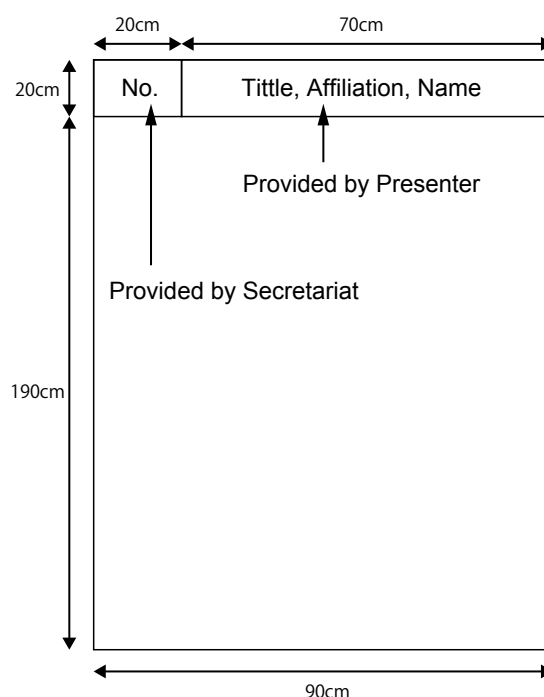 20cm 70cm
20cm No. Tittle, Affiliation, Name
Provided by Presenter
Provided by Secretariat
190cm
90cm